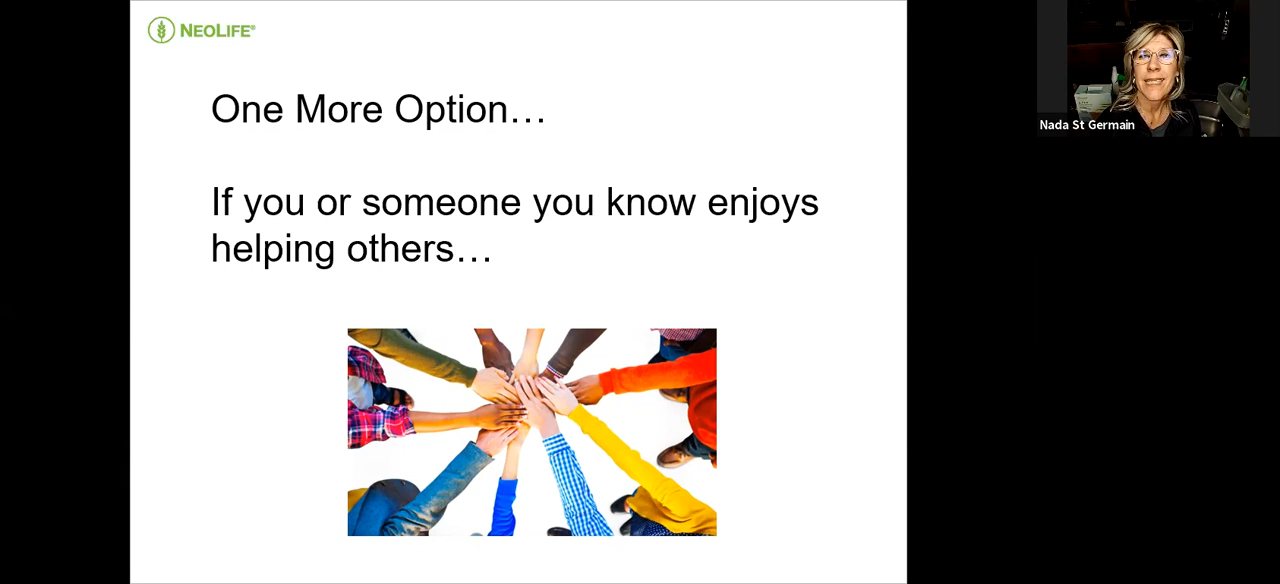 NEOLIFE®
One More Option…
If you or someone you know enjoys
helping others…
Nada St Germain